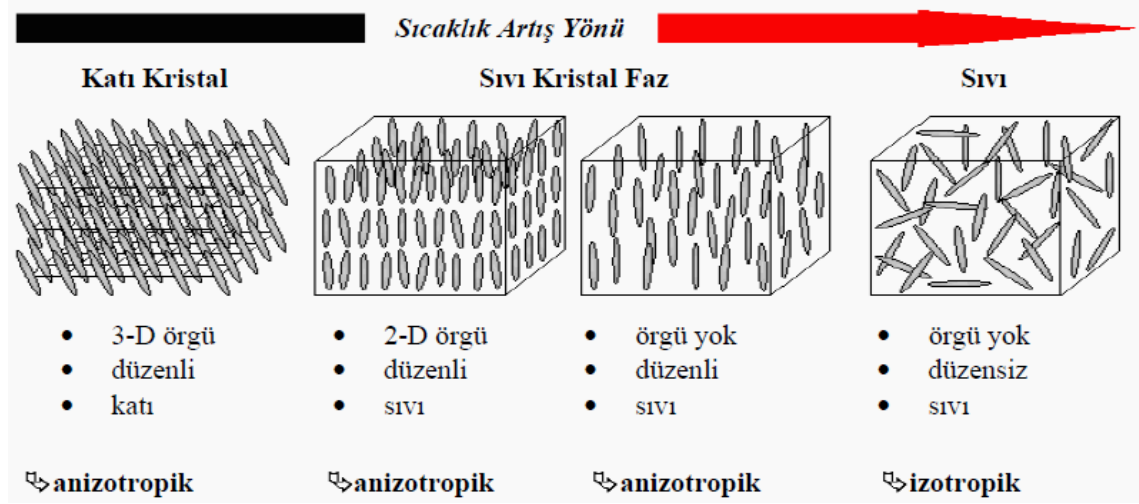 Sıcaklık Artış Yönü
Katı Kristal
Sıvı Kristal Faz
Sıvı
• 3-D örgü
• düzenli
• katı
• 2-D örgü
• düzenli
• sıvı
• örgü yok
• düzenli
• sıvı
• örgü yok
• düzensiz
• sıvı
anizotropik
anizotropik
anizotropik
izotropik